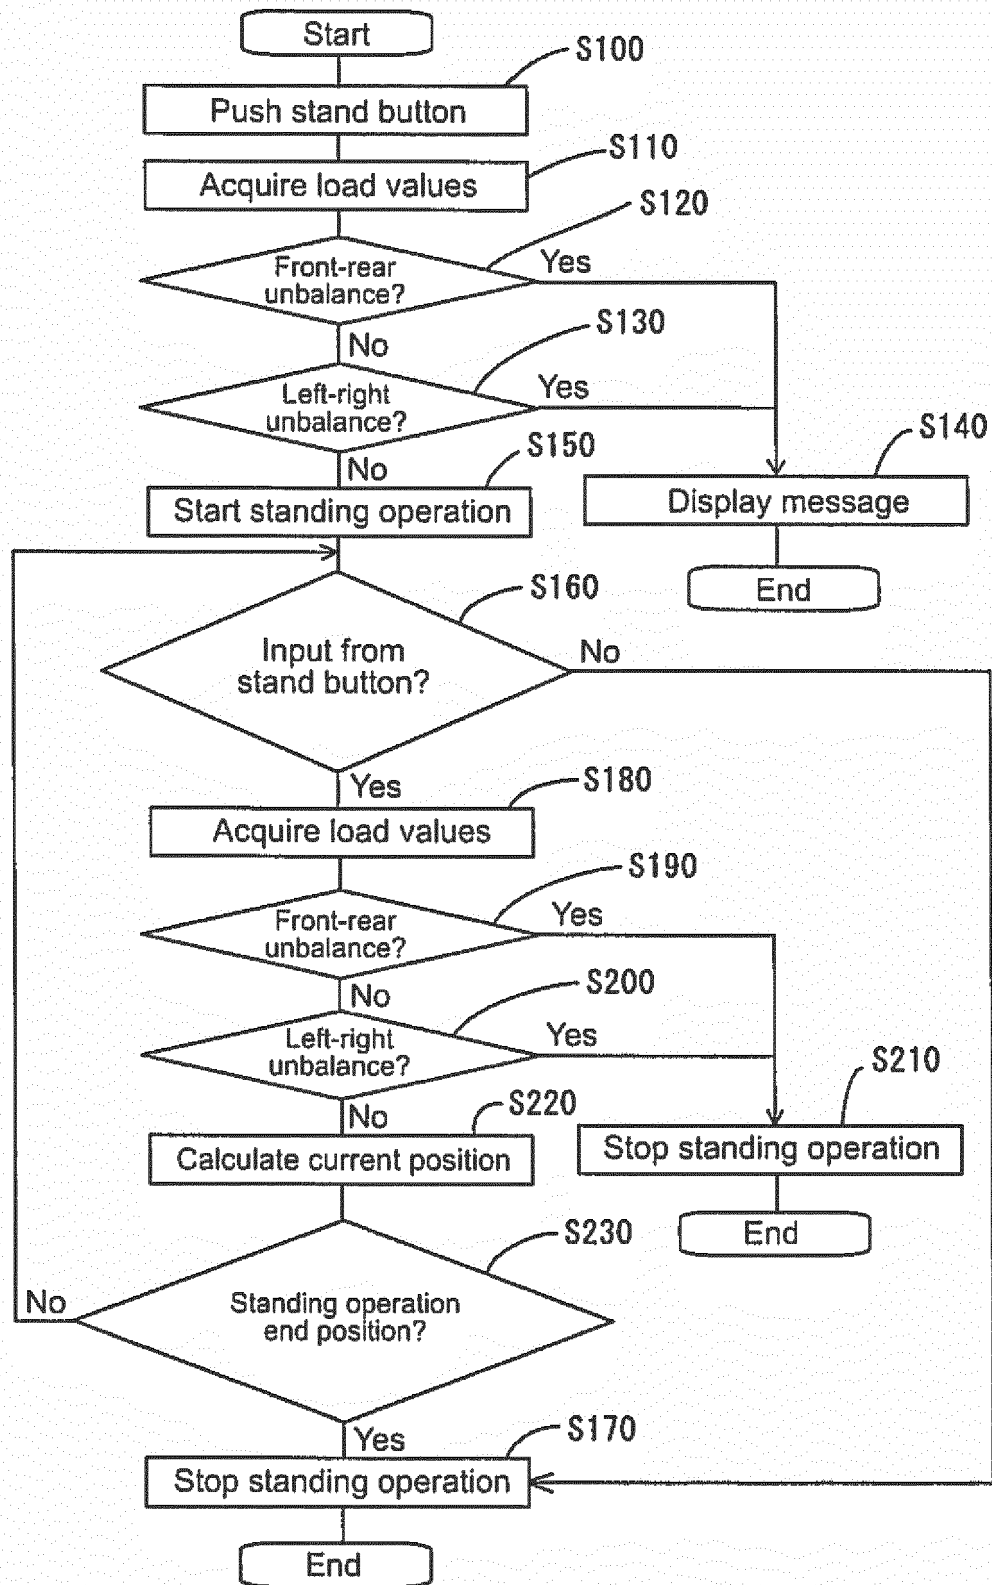 Start
S100
Push stand button
S110
Acquire load values
S120
Front-rear
unbalance?
Yes
No
S130
Left-right
unbalance?
Yes
No
S140
Display message
End
S150
Start standing operation
S160
Input from
stand button?
No
Yes
S180
Acquire load values
S190
Front-rear
unbalance?
Yes
No
S200
Left-right
unbalance?
Yes
No
S210
Stop standing operation
End
S220
Calculate current position
S230
Standing operation
end position?
No
Yes
S170
Stop standing operation
End